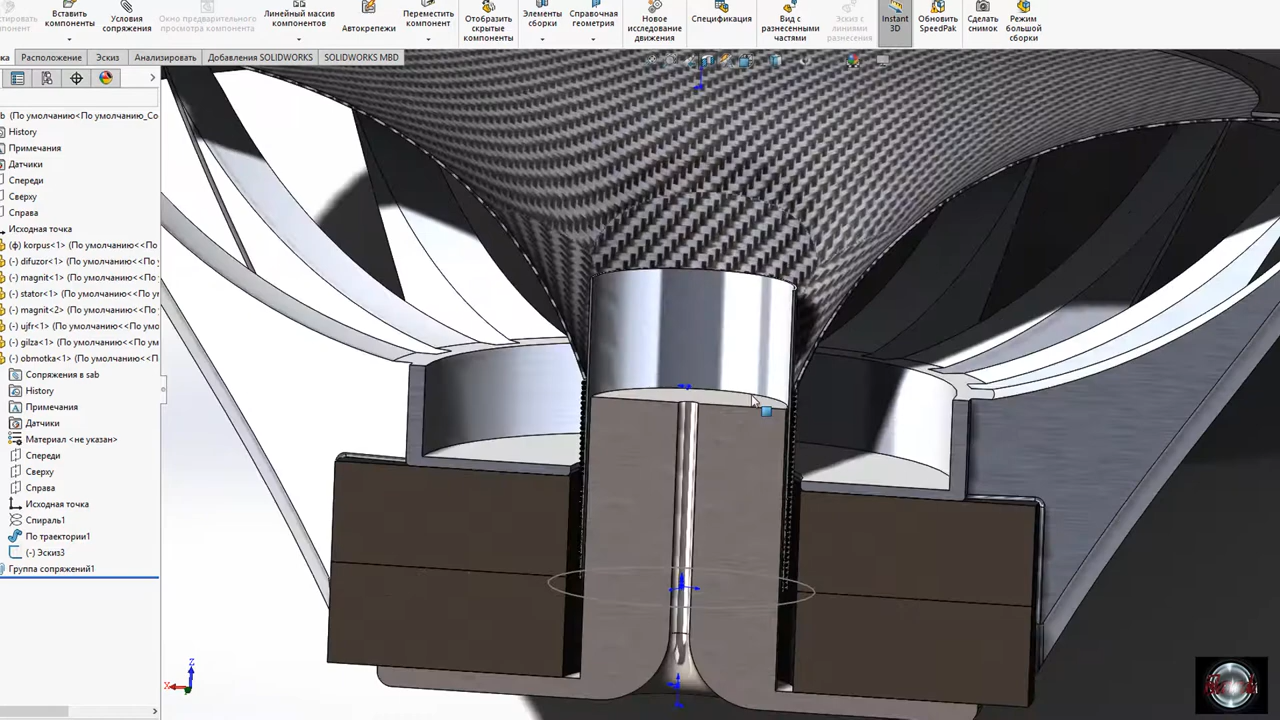 Вставить компоненты
Условия сопряжения
Окно предварительного просмотра компонента
Линейный массив компонентов
Автокрепежи
Переместить компонент
Отобразить скрытые компоненты
Элементы сборки
Справочная геометрия
Новое исследование движения
Спецификация
Вид с разнесенными частями
Эскиз с линиями разнесения
Instant 3D
Обновить SpeedPak
Сделать снимок
Режим большой сборки
Расположение
Эскиз
Анализировать
Добавления SOLIDWORKS
SOLIDWORKS MBD
b (По умолчанию<По умолчанию_Со
History
Примечания
Датчики
Спереди
Сверху
Справа
Исходная точка
(ф) korpus<1> (По умолчанию<<По
(-) difuzor<1> (По умолчанию<<По
(-) magnit<1> (По умолчанию<<По
(-) stator<1> (По умолчанию<<По
(-) magnit<2> (По умолчанию<<По
(-) ujfr<1> (По умолчанию<<По умо
(-) gilza<1> (По умолчанию<<По у
(-) obmotka<1> (По умолчанию<<П
Сопряжения в sab
History
Примечания
Датчики
Материал <не указан>
Спереди
Сверху
Справа
Исходная точка
Спираль1
По траектории1
(-) Эскиз3
Группа сопряжений1
Z
X